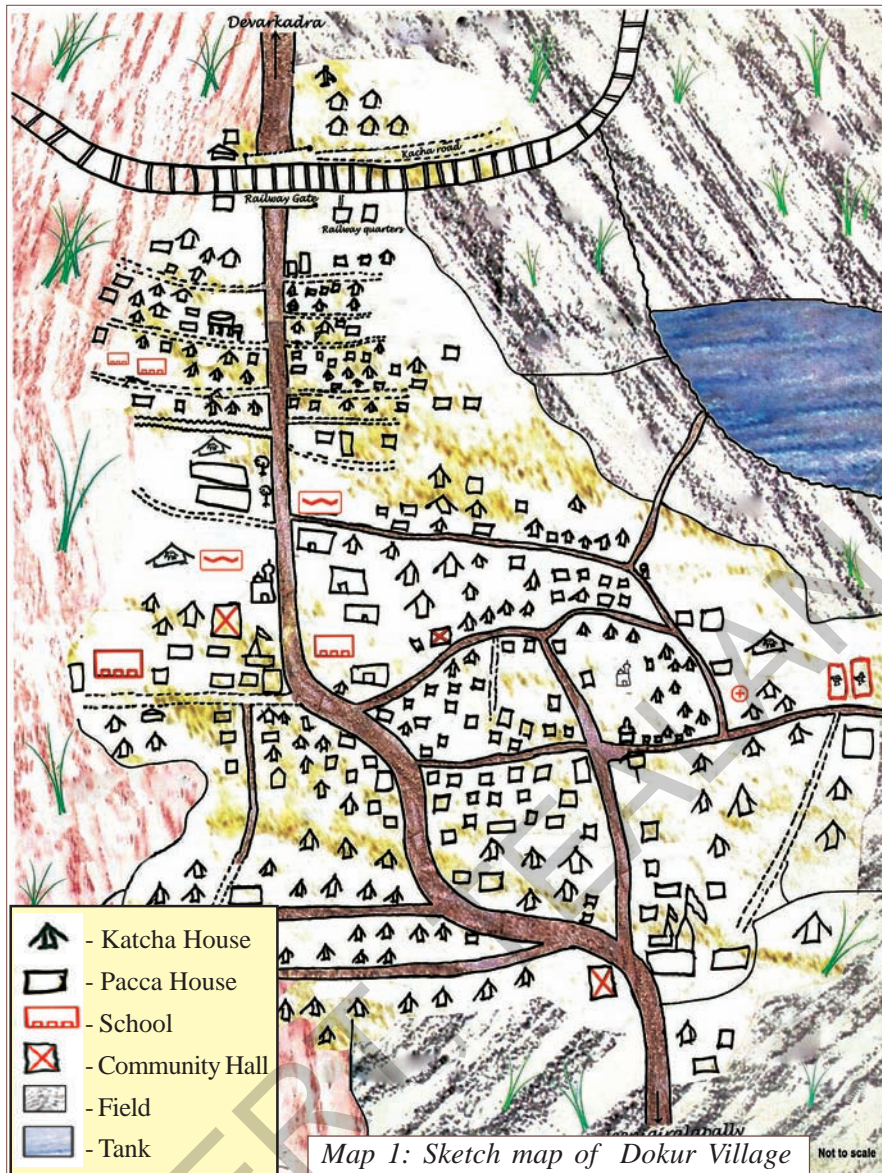 Devarkadra
Kacha road
Railway Gate
Railway quarters
- Katcha House
- Pacca House
- School
- Community Hall
- Field
- Tank
Map 1: Sketch map of Dokur Village
Not to scale